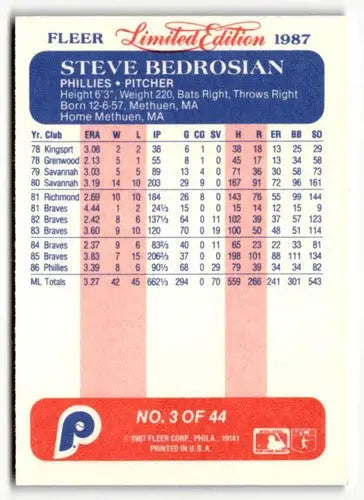 FLEER Limited Edition 1987
STEVE BEDROSIAN
PHILLIES • PITCHER
Height 6'3", Weight 220, Bats Right, Throws Right
Born 12-6-57, Methuen, MA
Home Methuen, MA
Yr. Club ERA W L IP G CG SV H R ER BB SO
78 Kingsprt 3.08 2 2 38 6 1 0 38 18 13 25 29
78 Grenwood 2.54 5 1 55 8 1 0 45 17 34 58
79 Savannah 3.03 5 5 89 13 4 0 71 36 30 58 73
80 Savannah 3.19 14 10 203 29 9 0 167 91 72 96 161
81 Richmond 2.69 10 10 184 26 8 0 143 76 55 99 144
81 Braves 4.44 1 2 24⅓ 15 0 0 15 14 12 15 9
82 Braves 2.42 8 6 137⅔ 64 0 11 102 39 37 57 123
83 Braves 3.60 9 10 120 70 0 19 100 50 48 51 114
84 Braves 2.37 9 6 83⅔ 40 0 11 65 23 22 33 81
85 Braves 3.83 7 15 206⅔ 37 0 0 198 101 88 111 134
86 Phillies 3.39 8 6 90⅓ 68 0 29 79 39 34 34 82
ML Totals 3.27 42 45 662⅓ 294 0 70 559 266 241 301 543
P
NO. 3 OF 44
© 1987 FLEER CORP., PHILA., 19141
PRINTED IN U.S.A.